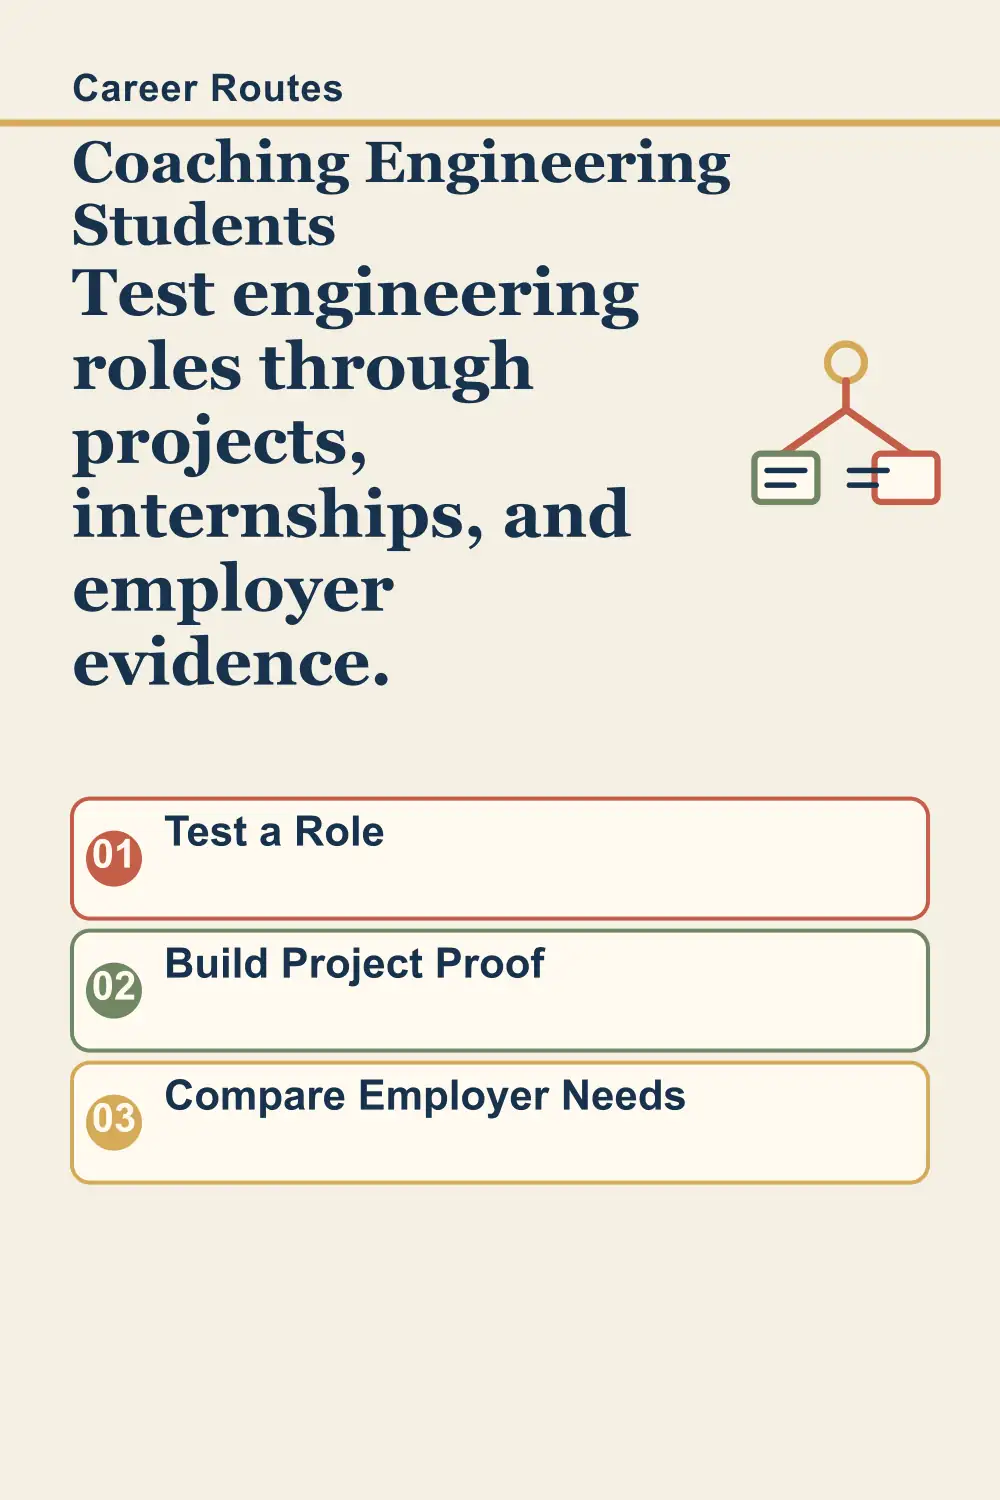 Career Routes
Coaching Engineering
Students
Test engineering
roles through
projects,
internships, and
employer
evidence.
01 Test a Role
02 Build Project Proof
03 Compare Employer Needs